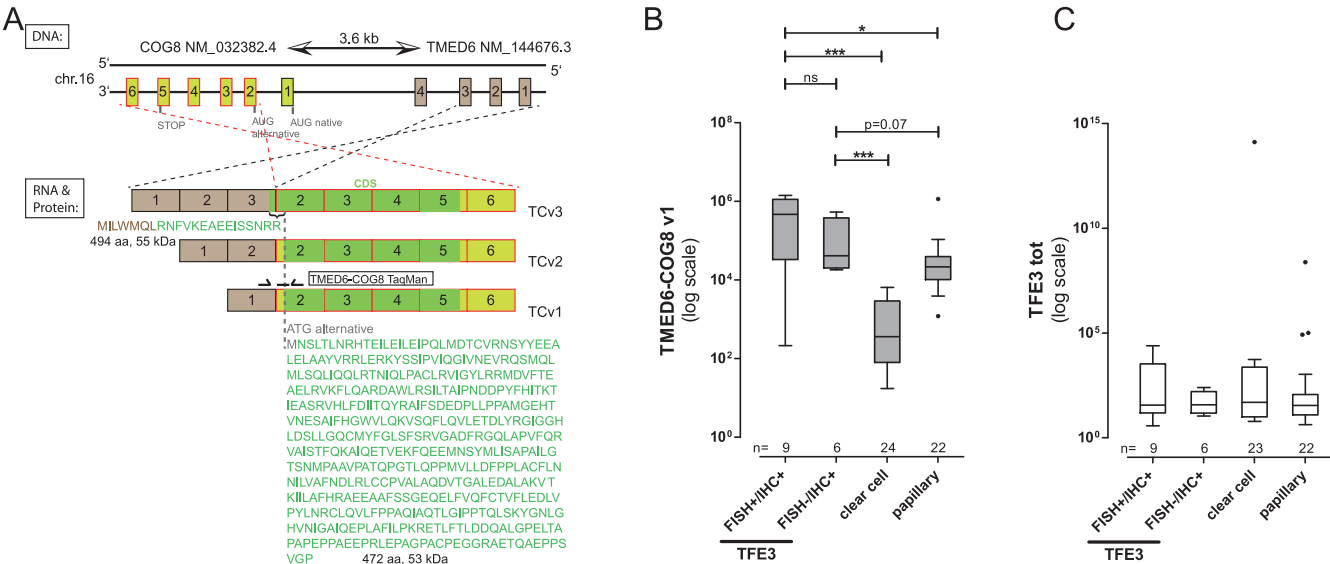 A
DNA:
COG8 NM_032382.4
3.6 kb
TMED6 NM_144676.3
5'
5'
chr.16
3'
6 5 4 3 2 1 4 3 2 1
STOP
AUG
alternative
AUG native
RNA &
Protein:
CDS
1 2 3 2 3 4 5 6
TCv3
MILWMQLRNFVKEAEEISSNRR
494 aa, 55 kDa
1 2 2 3 4 5 6
TCv2
TMED6-COG8 TaqMan
1 2 3 4 5 6
TCv1
ATG alternative
MNSLTLNRHTEILEILEIPQLMDTCVRNSYYEEA
LELAAYVRRLERKYSSIPVIQGIVNEVRQSMQL
MLSQLIQQLRTNIQLPACLRVIGYLRRMDVFTE
AELRVKFLQARDAWLRSILTAIPNDDPYFHITKT
IEASRVHLFDIITQYRAIFSDEDPLLPPAMGEHT
VNESAIFHGWVLQKVSQFLQVLETDLYRGIGGH
LDSLLGQCMYFGLSFSRVGADFRGQLAPVFQR
VAISTFQKAIQETVEKFQEEMNSYMLISAPAILG
TSNMPAAVPATQPGTLQPPMVLLDFPPLACFLN
NILVAFNDLRLCCPVALAQDVTGALEDALAKVT
KIILAFHRAEEAAFSSGEQELFVQFCTVFLEDLV
PYLNRCLQVLFPPAQIAQTLGIPPTQLSKYGNLG
HVNIGAIQEPLAFILPKRETLFTLDDQALGPELTA
PAPEPPAEEPRLEPAGPACPEGGRAETQAEPPS
VGP
472 aa, 53 kDa
B
*
***
ns
p=0.07
***
TMED6-COG8 v1
(log scale)
10⁸
10⁶
10⁴
10²
10⁰
n= 9 6 24 22
FISH+/IHC+
FISH-/IHC+
clear cell
papillary
TFE3
C
TFE3 tot
(log scale)
10¹⁵
10¹⁰
10⁵
10⁰
n= 9 6 23 22
FISH+/IHC+
FISH-/IHC+
clear cell
papillary
TFE3